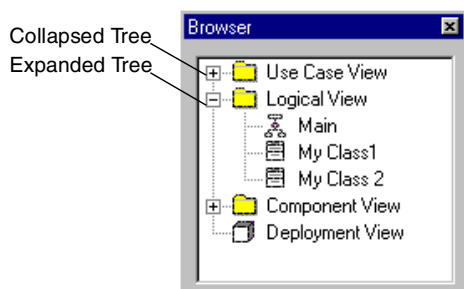 Browser
Collapsed Tree
Expanded Tree
Use Case View
Logical View
Main
My Class1
My Class 2
Component View
Deployment View